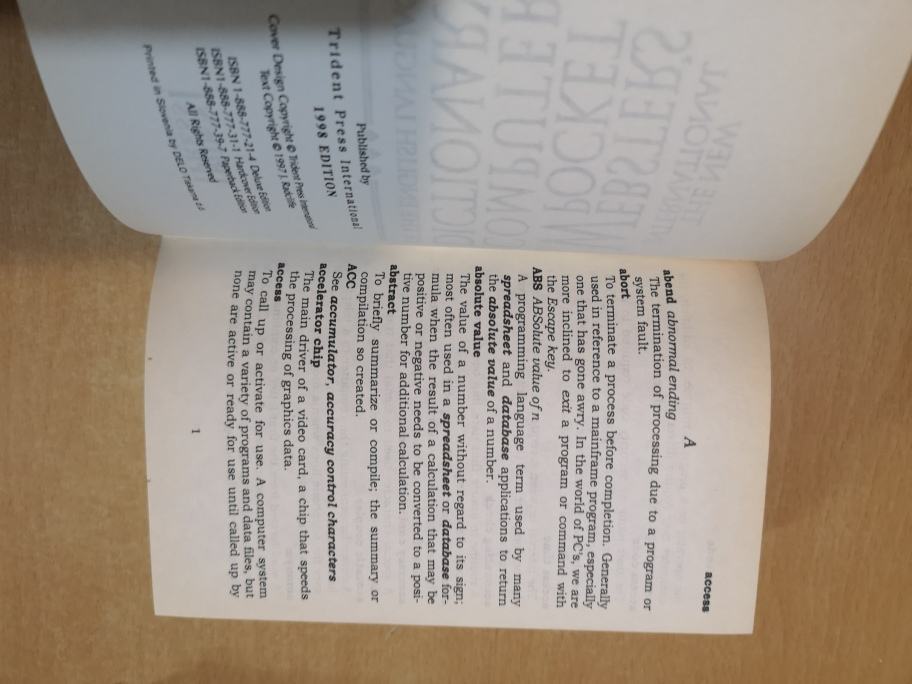 Published by
Trident Press International
1998 EDITION
Cover Design Copyright © Trident Press International
Text Copyright © 1997 J. Radcliffe
ISBN 1-888-777-21-4 Deluxe Edition
ISBN1-888-777-31-1 Hardcover Edition
ISBN1-888-777-39-7 Paperback Edition
All Rights Reserved
Printed in Slovenia by DELO Tiskarna d.d.
access
A
abend abnormal ending
The termination of processing due to a program or
system fault.
abort
To terminate a process before completion. Generally
used in reference to a mainframe program, especially
one that has gone awry. In the world of PC's, we are
more inclined to exit a program or command with
the Escape key.
ABS ABSolute value of n
A programming language term used by many
spreadsheet and database applications to return
the absolute value of a number.
absolute value
The value of a number without regard to its sign;
most often used in a spreadsheet or database for-
mula when the result of a calculation that may be
positive or negative needs to be converted to a posi-
tive number for additional calculation.
abstract
To briefly summarize or compile; the summary or
compilation so created.
ACC
See accumulator, accuracy control characters
accelerator chip
The main driver of a video card, a chip that speeds
the processing of graphics data.
access
To call up or activate for use. A computer system
may contain a variety of programs and data files, but
none are active or ready for use until called up by
1